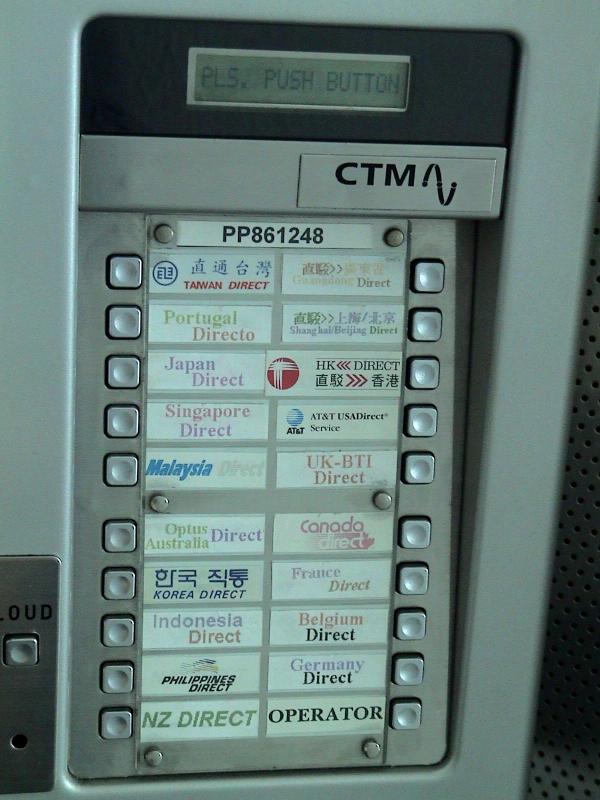 PLS. PUSH BUTTON
CTM
PP861248
直通台灣
TAIWAN DIRECT
直駁>>廣東省
Guangdong Direct
Portugal
Directo
直駁>>上海/北京
Shanghai/Beijing Direct
Japan
Direct
HK<<<DIRECT
直駁>>>香港
Singapore
Direct
AT&T
AT&T USADirect®
Service
Malaysia Direct
UK-BTI
Direct
Optus
Australia Direct
Canada
direct
한국 직통
KOREA DIRECT
France
Direct
Indonesia
Direct
Belgium
Direct
PHILIPPINES
DIRECT
Germany
Direct
NZ DIRECT
OPERATOR
LOUD